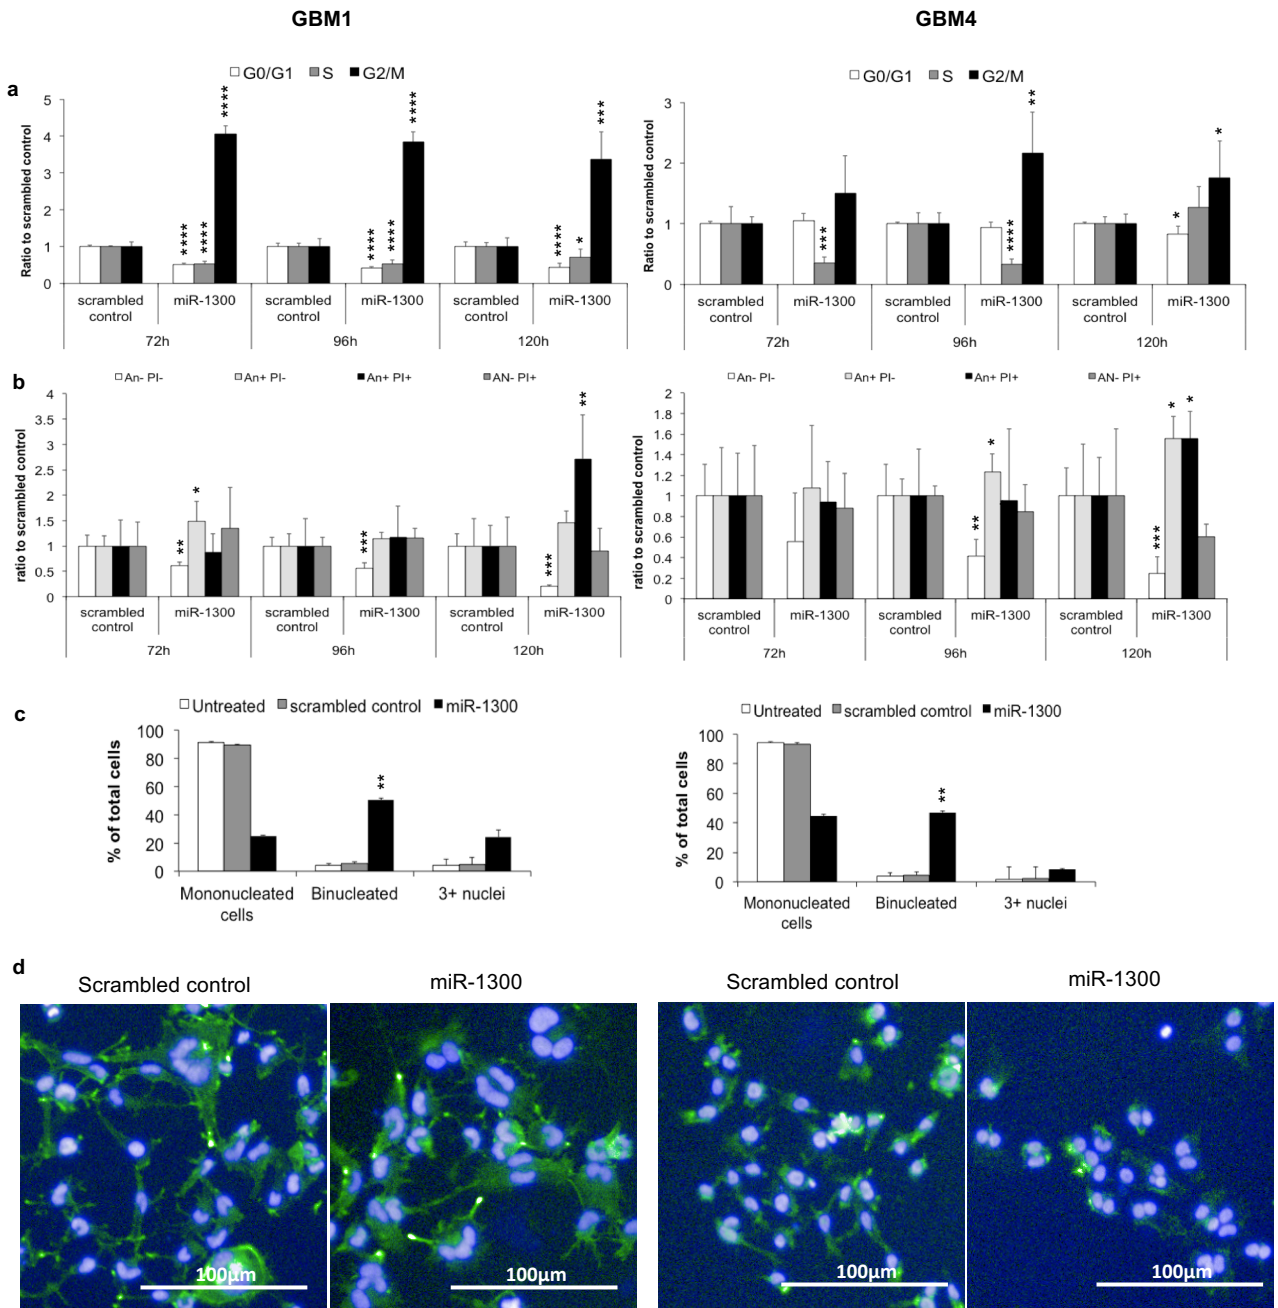 GBM1
GBM4
a
G0/G1 S G2/M
Ratio to scrambled control
5
4
3
2
1
0
**** **** **** **** **** **** **** * ***
scrambled control miR-1300 scrambled control miR-1300 scrambled control miR-1300
72h 96h 120h
G0/G1 S G2/M
Ratio to scrambled control
3
2
1
0
*** **** ** * *
scrambled control miR-1300 scrambled control miR-1300 scrambled control miR-1300
72h 96h 120h
b
An- PI- An+ PI- An+ PI+ AN- PI+
ratio to scrambled control
4
3.5
3
2.5
2
1.5
1
0.5
0
** * *** *** **
scrambled control miR-1300 scrambled control miR-1300 scrambled control miR-1300
72h 96h 120h
An- PI- An+ PI- An+ PI+ AN- PI+
ratio to scrambled control
2
1.8
1.6
1.4
1.2
1
0.8
0.6
0.4
0.2
0
** * *** * *
scrambled control miR-1300 scrambled control miR-1300 scrambled control miR-1300
72h 96h 120h
c
Untreated scrambled control miR-1300
% of total cells
100
80
60
40
20
0
**
Mononucleated cells Binucleated 3+ nuclei
Untreated scrambled comtrol miR-1300
% of total cells
100
80
60
40
20
0
**
Mononucleated cells Binucleated 3+ nuclei
d
Scrambled control miR-1300 Scrambled control miR-1300
100µm 100µm 100µm 100µm